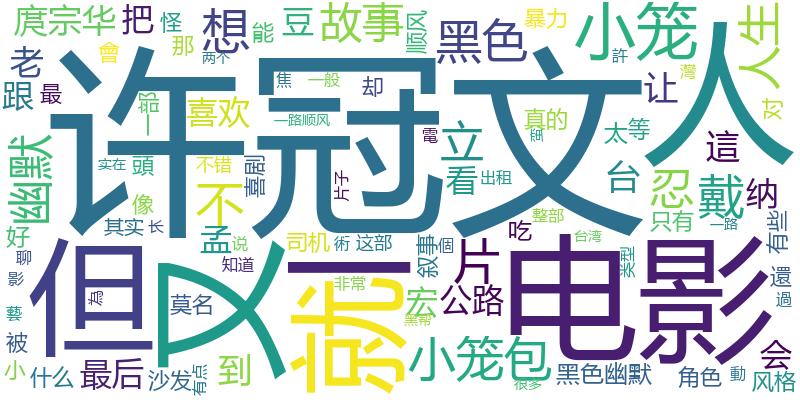 庹宗华
把
怪
那
想
能
豆
故事
顺风
黑色
暴力
小笼
许
人
对
人生
老
會
两个
焦
一般
却
让
灣
跟
最
一部
喜欢
一路顺风
電
立
真的
太
等
這
幽默
许冠文
實在
頭
不错
喜剧
片子
看
出租
台
忍
戴
纳
像
不
好
其实
长
孟
说
司机
術
这部
叙事
個
吃
整部
台湾
只有
一路
有些
聊
影
為
知道
但
又
一
就
非常
片
电影
类型
還
過
藝
莫名
宏
公路
被
黑帮
会
小
什么
最后
沙发
有点
到
小笼包
很多
黑色幽默
角色
動
风格